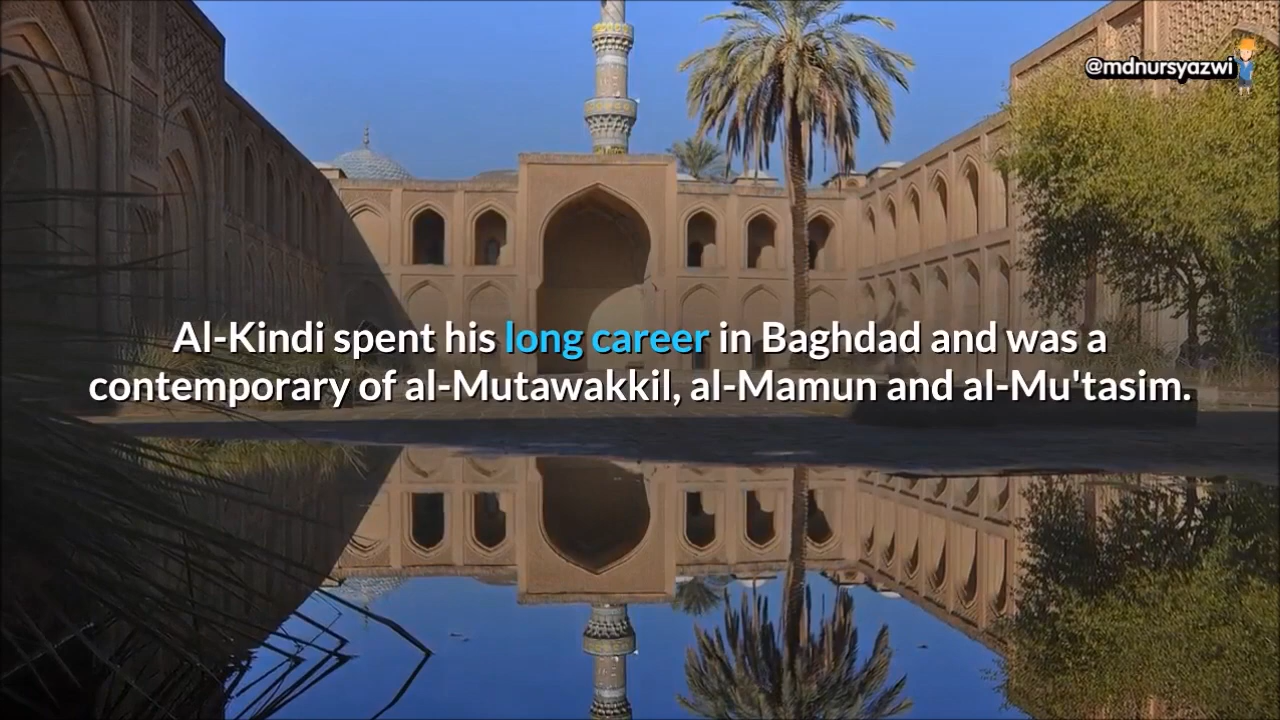 @mdnursyazwi
Al-Kindi spent his long career in Baghdad and was a
contemporary of al-Mutawakkil, al-Mamun and al-Mu'tasim.